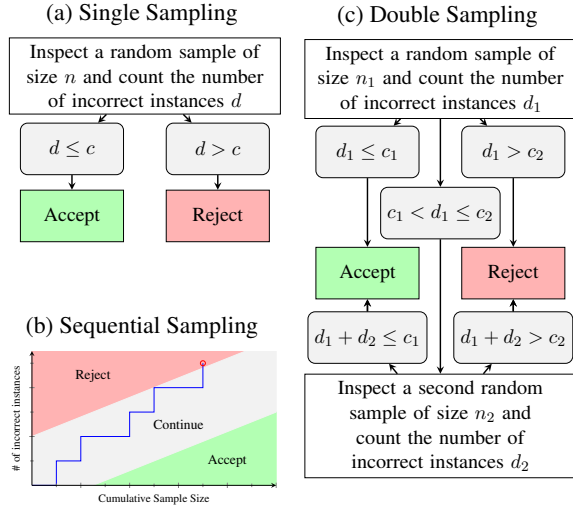 (a) Single Sampling
Inspect a random sample of
size n and count the number
of incorrect instances d
d ≤ c
d > c
Accept
Reject
(b) Sequential Sampling
# of incorrect instances
Reject
Continue
Accept
Cumulative Sample Size
(c) Double Sampling
Inspect a random sample of
size n₁ and count the number
of incorrect instances d₁
d₁ ≤ c₁
d₁ > c₂
c₁ < d₁ ≤ c₂
Accept
Reject
d₁ + d₂ ≤ c₁
d₁ + d₂ > c₂
Inspect a second random
sample of size n₂ and
count the number of
incorrect instances d₂